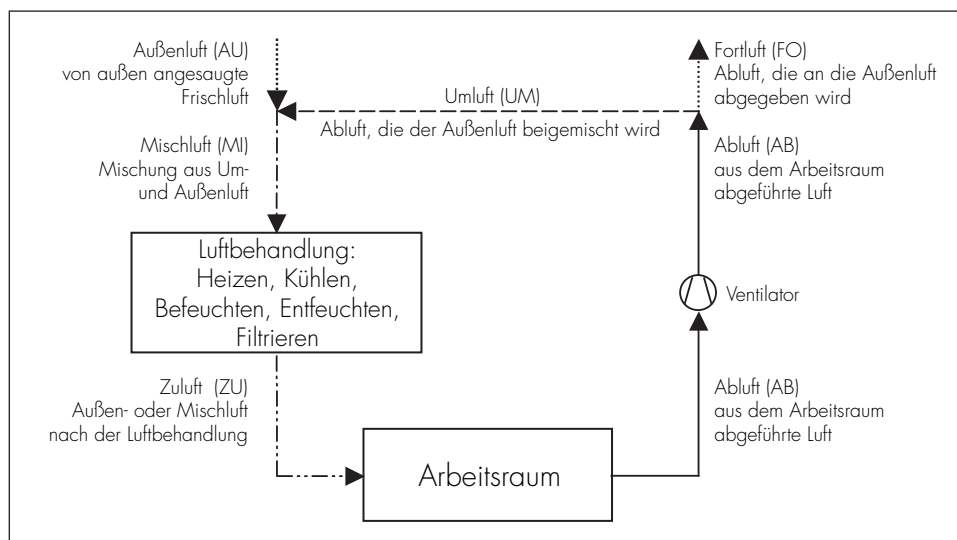 Außenluft (AU)
von außen angesaugte
Frischluft
Fortluft (FO)
Abluft, die an die Außenluft
abgegeben wird
Umluft (UM)
Abluft, die der Außenluft beigemischt wird
Mischluft (MI)
Mischung aus Um-
und Außenluft
Abluft (AB)
aus dem Arbeitsraum
abgeführte Luft
Luftbehandlung:
Heizen, Kühlen,
Befeuchten, Entfeuchten,
Filtrieren
Ventilator
Zuluft (ZU)
Außen- oder Mischluft
nach der Luftbehandlung
Abluft (AB)
aus dem Arbeitsraum
abgeführte Luft
Arbeitsraum